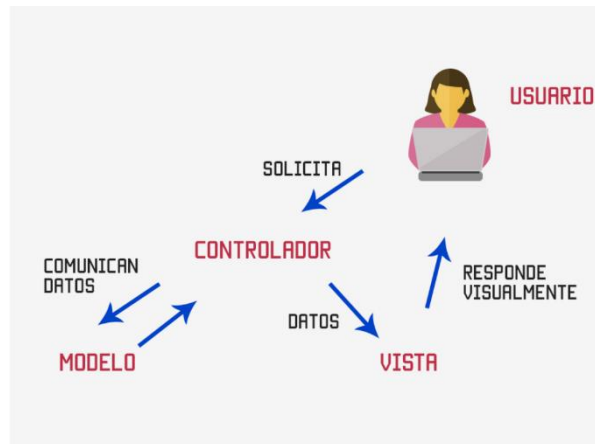 USUARIO
SOLICITA
CONTROLADOR
COMUNICAN
DATOS
RESPONDE
VISUALMENTE
DATOS
MODELO
VISTA